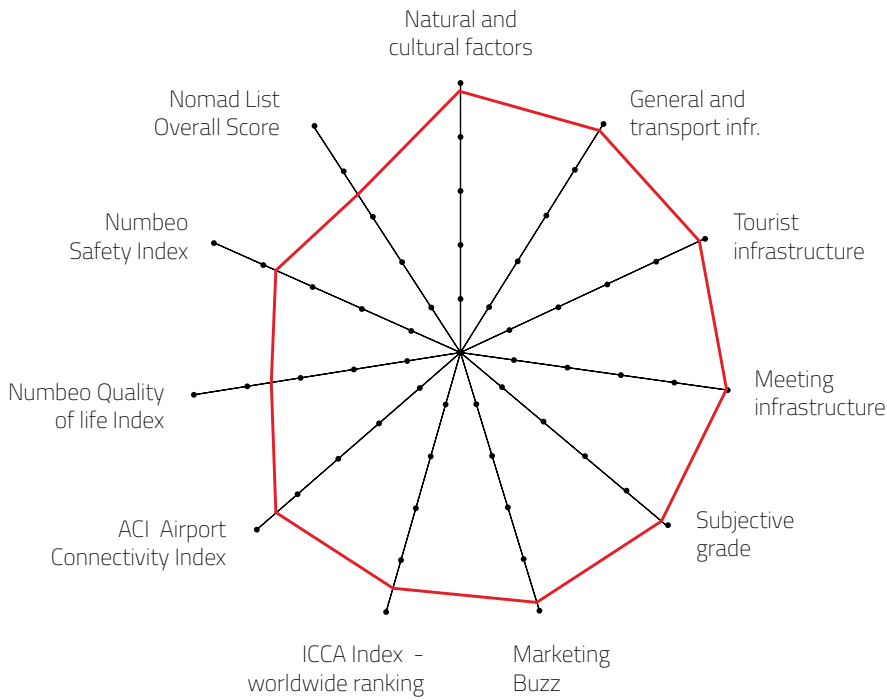 Natural and
cultural factors
General and
transport infr.
Tourist
infrastructure
Meeting
infrastructure
Subjective
grade
Marketing
Buzz
ICCA Index -
worldwide ranking
ACI Airport
Connectivity Index
Numbeo Quality
of life Index
Numbeo
Safety Index
Nomad List
Overall Score